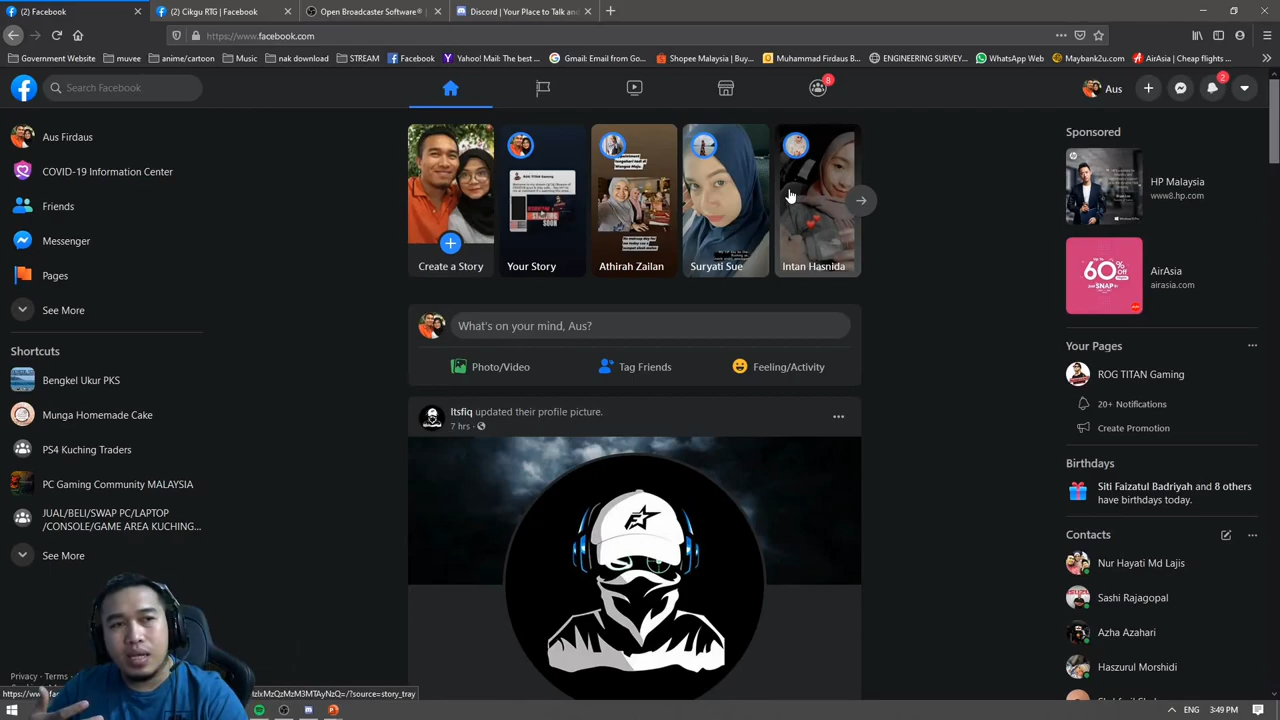 (2) Facebook
(2) Cikgu RTG | Facebook
Open Broadcaster Software®
Discord | Your Place to Talk and
https://www.facebook.com
Government Website
anime/cartoon
Music
nak download
STREAM
Facebook
Yahoo! Mail: The best ...
Gmail: Email from Go...
Shopee Malaysia | Buy...
Muhammad Firdaus B...
ENGINEERING SURVEY...
WhatsApp Web
Maybank2u.com
AirAsia | Cheap flights ...
Search Facebook
8
Aus
2
Aus Firdaus
COVID-19 Information Center
Friends
Messenger
Pages
See More
Shortcuts
Bengkel Ukur PKS
Munga Homemade Cake
PS4 Kuching Traders
PC Gaming Community MALAYSIA
JUAL/BELI/SWAP PC/LAPTOP
/CONSOLE/GAME AREA KUCHING...
See More
Privacy · Terms
Create a Story
Your Story
Athirah Zailan
Suryati Sue
Intan Hasnida
What's on your mind, Aus?
Photo/Video
Tag Friends
Feeling/Activity
Itsfiq updated their profile picture.
7 hrs ·
Sponsored
HP Malaysia
www8.hp.com
60% Off
SNAP
AirAsia
airasia.com
Your Pages
ROG TITAN Gaming
20+ Notifications
Create Promotion
Birthdays
Siti Faizatul Badriyah and 8 others
have birthdays today.
Contacts
Nur Hayati Md Lajis
Sashi Rajagopal
Azha Azahari
Haszurul Morshidi
ENG
3:49 PM